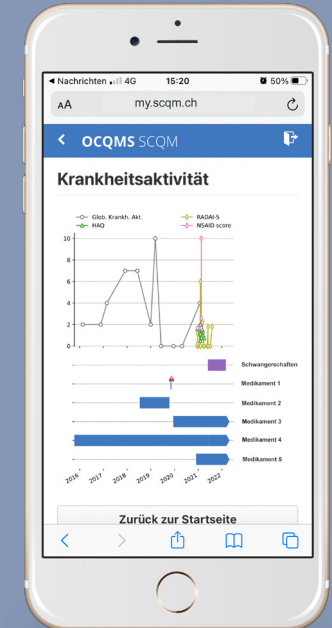 Nachrichten 4G 15:20 50%
AA my.scqm.ch
OCQMS SCQM
Krankheitsaktivität
Glob. Krankh. Akt. RADAI-5
HAQ NSAID score
10
8
6
4
2
0
Schwangerschaften
Medikament 1
Medikament 2
Medikament 3
Medikament 4
Medikament 5
2016 2017 2018 2019 2020 2021 2022
Zurück zur Startseite